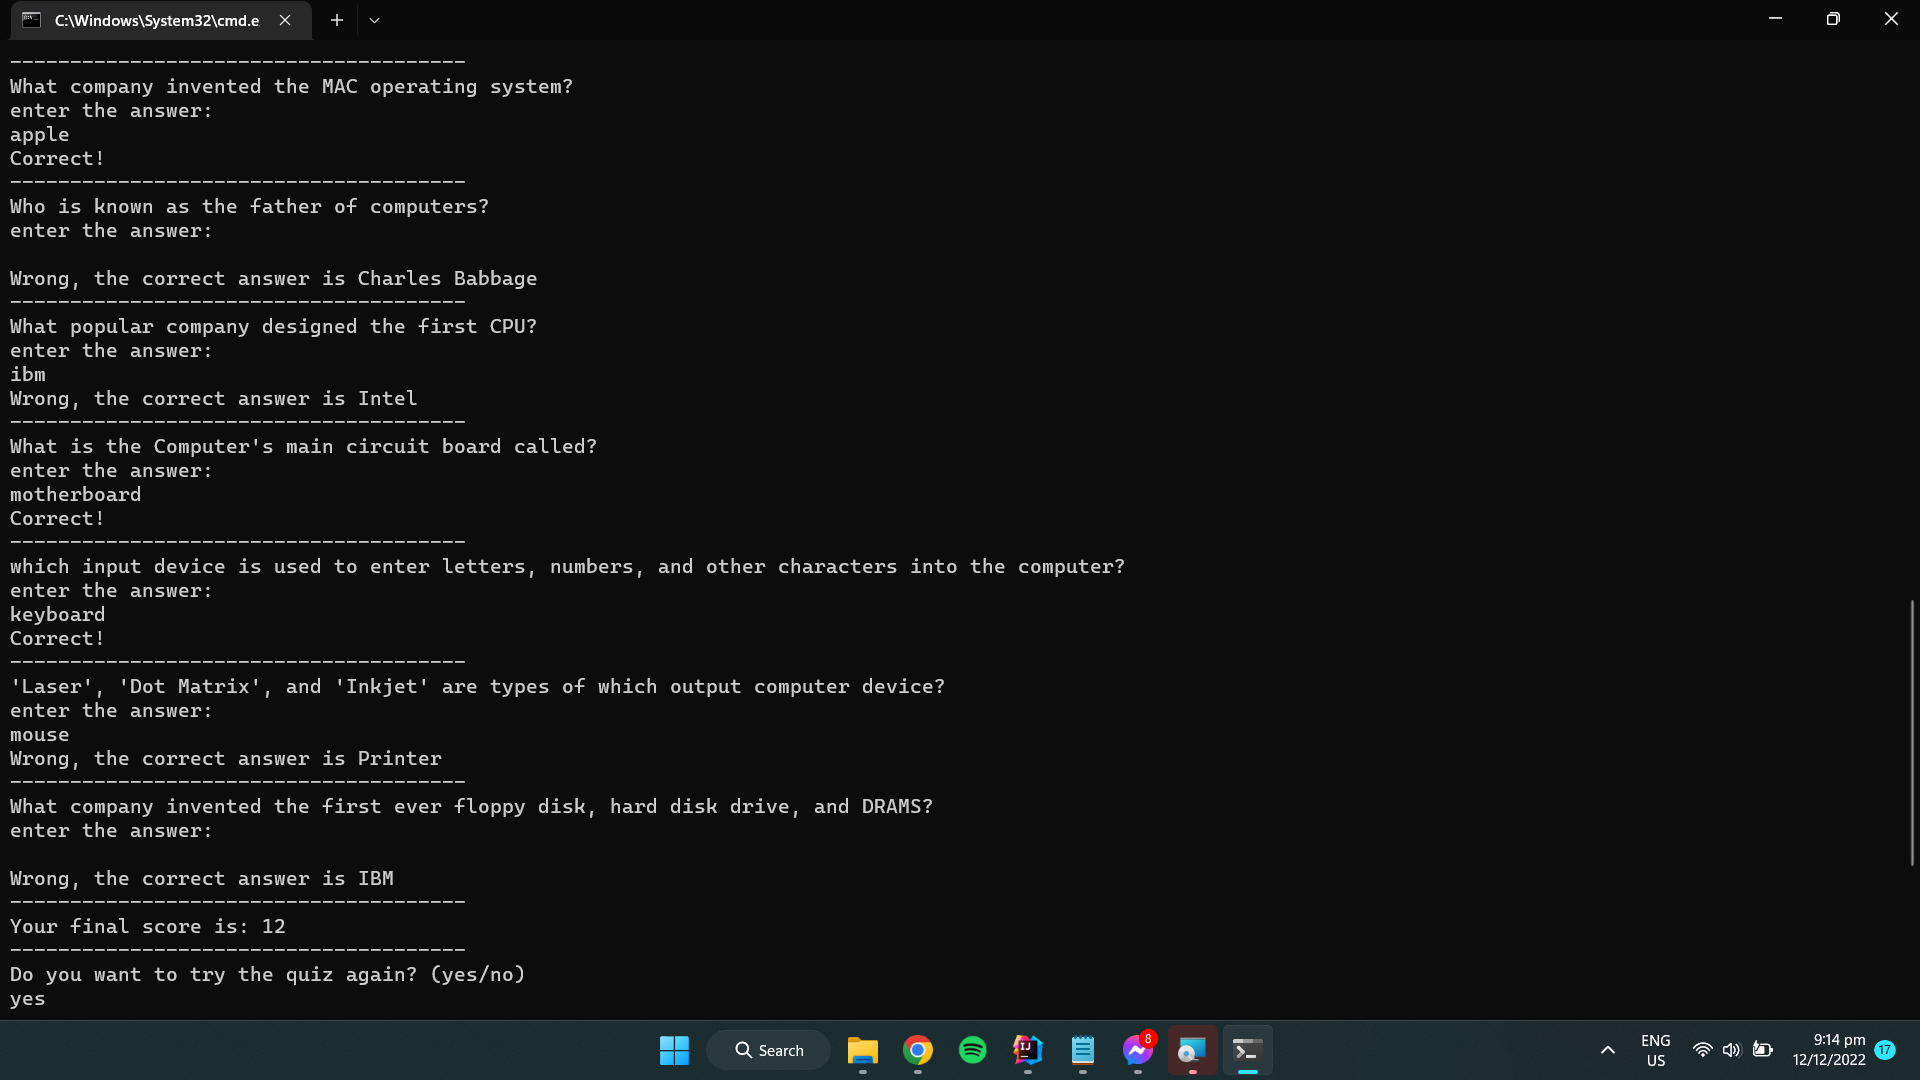 C:\Windows\System32\cmd.e
--------------------------------------
What company invented the MAC operating system?
enter the answer:
apple
Correct!
--------------------------------------
Who is known as the father of computers?
enter the answer:
Wrong, the correct answer is Charles Babbage
--------------------------------------
What popular company designed the first CPU?
enter the answer:
ibm
Wrong, the correct answer is Intel
--------------------------------------
What is the Computer's main circuit board called?
enter the answer:
motherboard
Correct!
--------------------------------------
which input device is used to enter letters, numbers, and other characters into the computer?
enter the answer:
keyboard
Correct!
--------------------------------------
'Laser', 'Dot Matrix', and 'Inkjet' are types of which output computer device?
enter the answer:
mouse
Wrong, the correct answer is Printer
--------------------------------------
What company invented the first ever floppy disk, hard disk drive, and DRAMS?
enter the answer:
Wrong, the correct answer is IBM
--------------------------------------
Your final score is: 12
--------------------------------------
Do you want to try the quiz again? (yes/no)
yes
Search
IJ
8
ENG
US
9:14 pm
12/12/2022
17